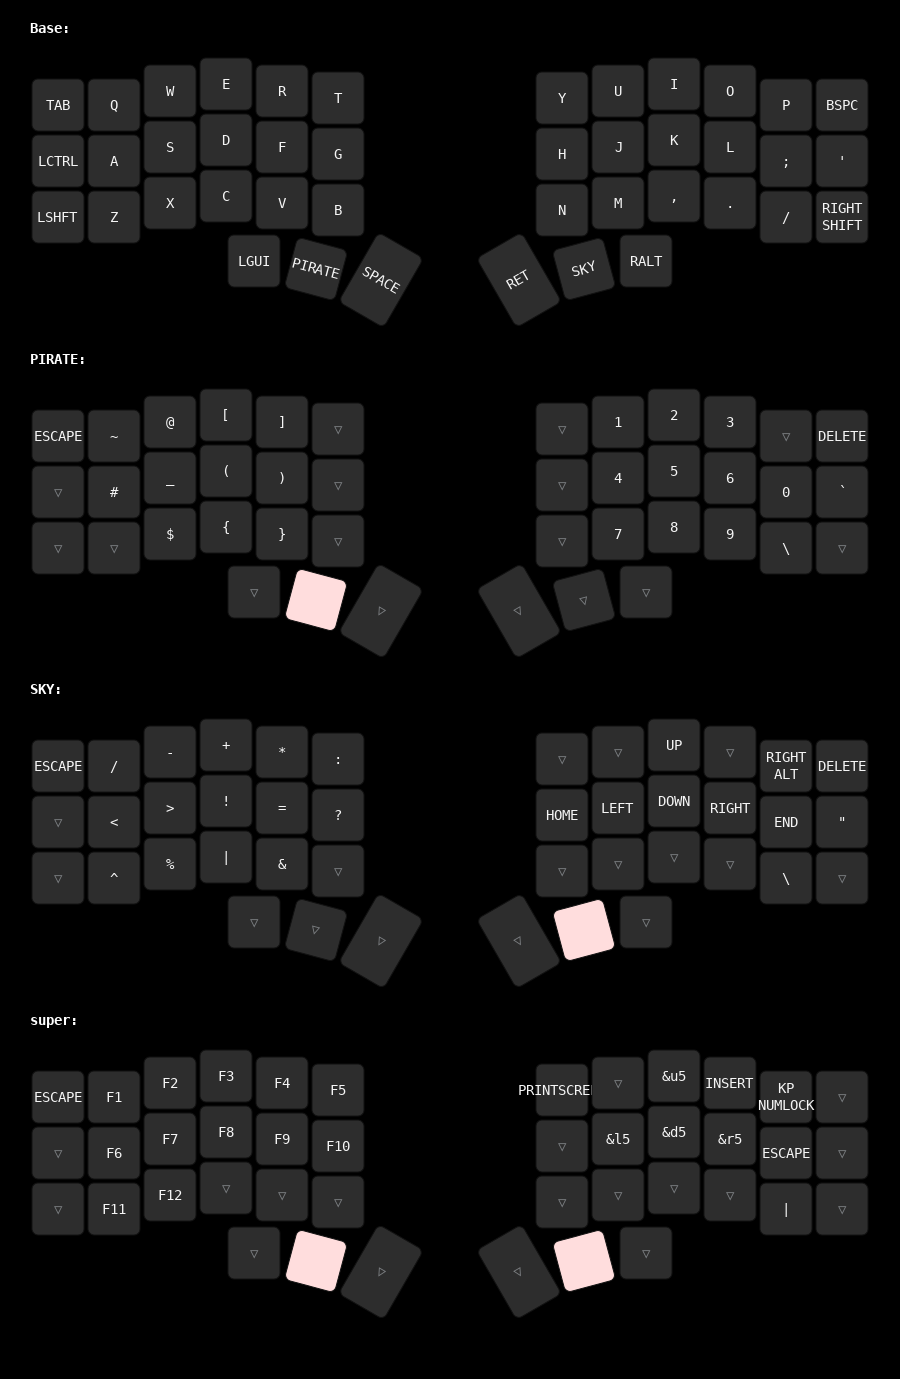 Base:
TAB Q W E R T Y U I O P BSPC
LCTRL A S D F G H J K L ; '
LSHFT Z X C V B N M , . / RIGHT SHIFT
LGUI PIRATE SPACE RET SKY RALT
PIRATE:
ESCAPE ~ @ [ ] ▽ ▽ 1 2 3 ▽ DELETE
▽ # _ ( ) ▽ ▽ 4 5 6 0 `
▽ ▽ $ { } ▽ ▽ 7 8 9 \ ▽
▽ ▽ ▽ ▽ ▽
SKY:
ESCAPE / - + * : ▽ ▽ UP ▽ RIGHT ALT DELETE
▽ < > ! = ? HOME LEFT DOWN RIGHT END "
▽ ^ % | & ▽ ▽ ▽ ▽ ▽ \ ▽
▽ ▽ ▽ ▽ ▽
super:
ESCAPE F1 F2 F3 F4 F5 PRINTSCREE ▽ &u5 INSERT KP NUMLOCK ▽
▽ F6 F7 F8 F9 F10 ▽ &l5 &d5 &r5 ESCAPE ▽
▽ F11 F12 ▽ ▽ ▽ ▽ ▽ ▽ ▽ | ▽
▽ ▽ ▽ ▽